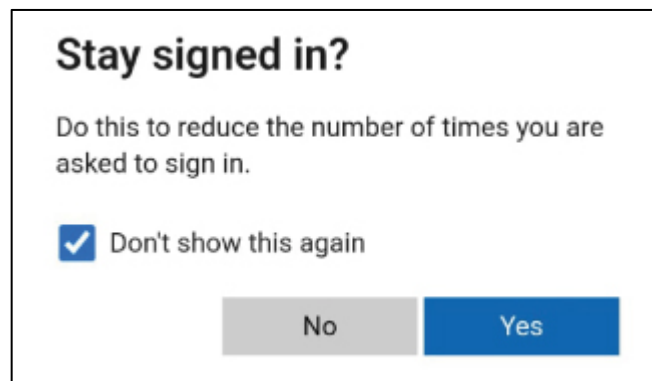 Stay signed in?
Do this to reduce the number of times you are
asked to sign in.
Don't show this again
No Yes